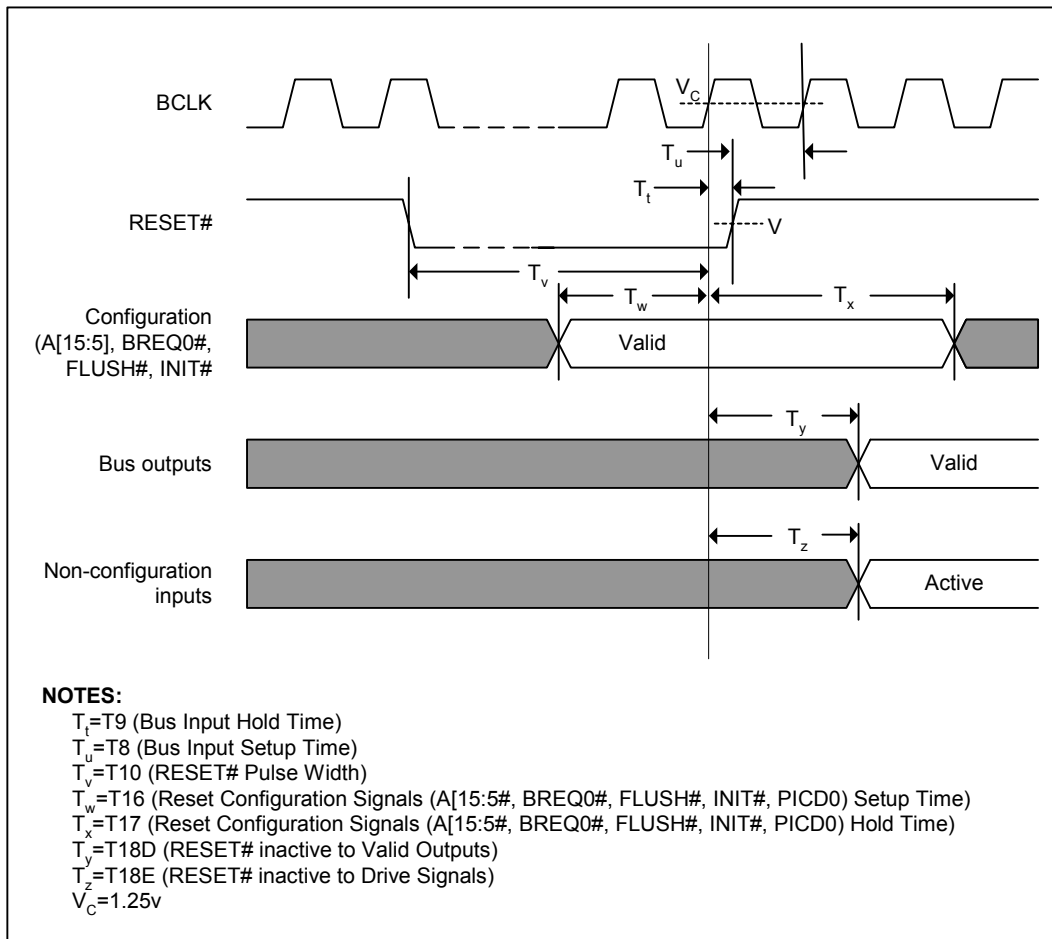 BCLK
V_C
T_u
T_t
RESET#
V
T_v
T_w
T_x
Configuration
(A[15:5], BREQ0#,
FLUSH#, INIT#
Valid
T_y
Bus outputs
Valid
T_z
Non-configuration
inputs
Active
NOTES:
T_t=T9 (Bus Input Hold Time)
T_u=T8 (Bus Input Setup Time)
T_v=T10 (RESET# Pulse Width)
T_w=T16 (Reset Configuration Signals (A[15:5#, BREQ0#, FLUSH#, INIT#, PICD0) Setup Time)
T_x=T17 (Reset Configuration Signals (A[15:5#, BREQ0#, FLUSH#, INIT#, PICD0) Hold Time)
T_y=T18D (RESET# inactive to Valid Outputs)
T_z=T18E (RESET# inactive to Drive Signals)
V_C=1.25v